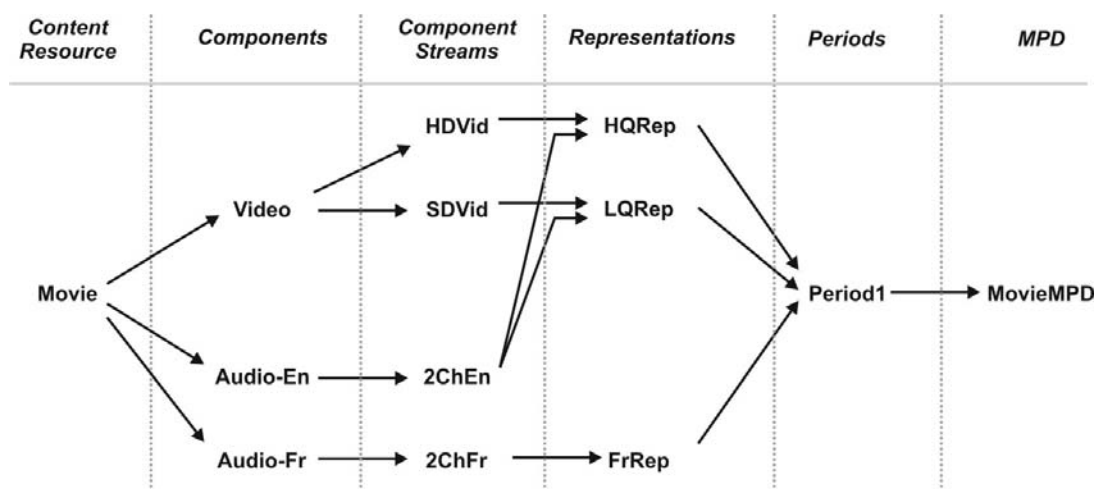 Content Resource
Components
Component Streams
Representations
Periods
MPD
HDVid
HQRep
Video
SDVid
LQRep
Movie
Period1
MovieMPD
Audio-En
2ChEn
Audio-Fr
2ChFr
FrRep